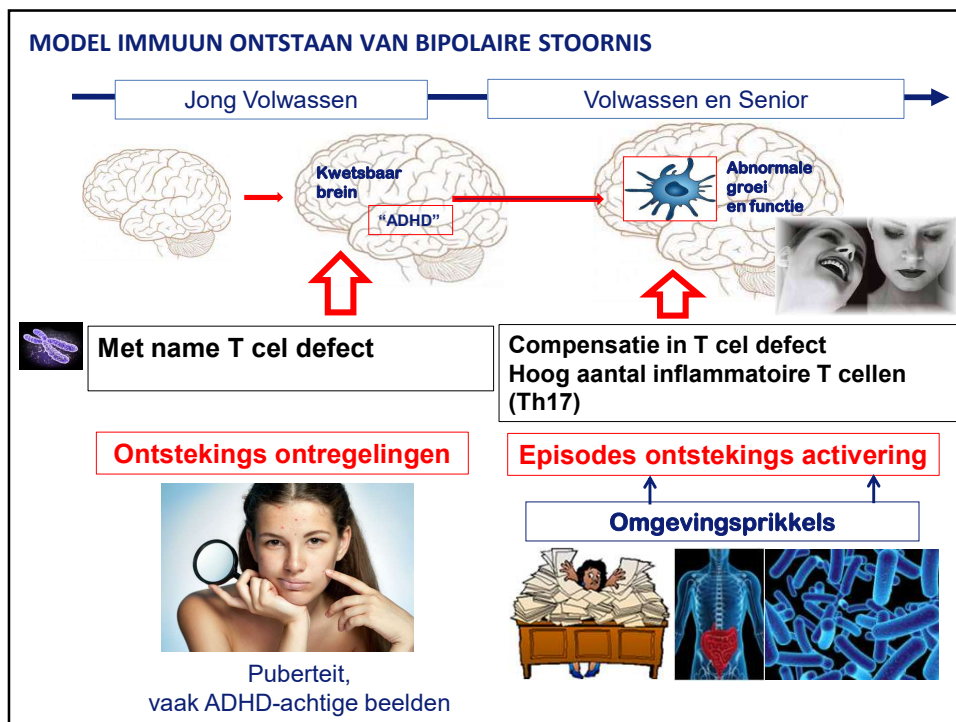 MODEL IMMUUN ONTSTAAN VAN BIPOLAIRE STOORNIS
Jong Volwassen
Volwassen en Senior
Kwetsbaar
brein
"ADHD"
Abnormale
groei
en functie
Met name T cel defect
Compensatie in T cel defect
Hoog aantal inflammatoire T cellen
(Th17)
Ontstekings ontregelingen
Episodes ontstekings activering
Omgevingsprikkels
Puberteit,
vaak ADHD-achtige beelden